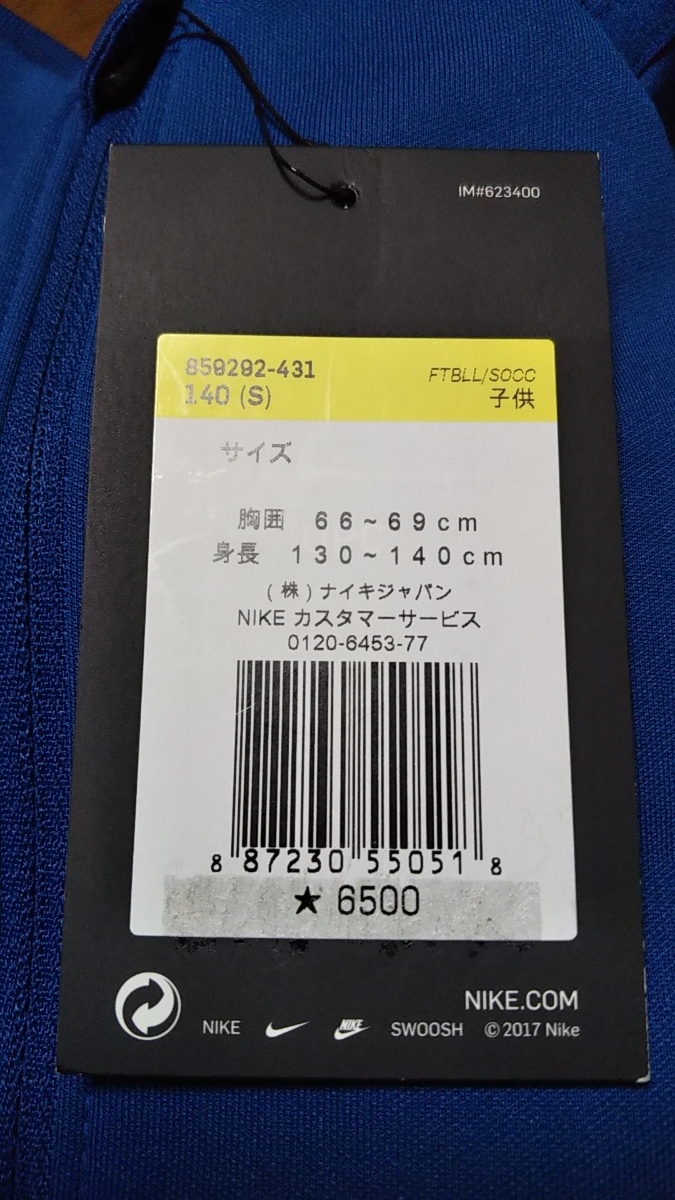 IM#623400
859292-431
FTBLL/SOCC
140 (S)
子供
サイズ
胸囲 66~69cm
身長 130~140cm
(株)ナイキジャパン
NIKE カスタマーサービス
0120-6453-77
8 87230 55051 8
★ 6500
NIKE.COM
NIKE NIKE SWOOSH © 2017 Nike